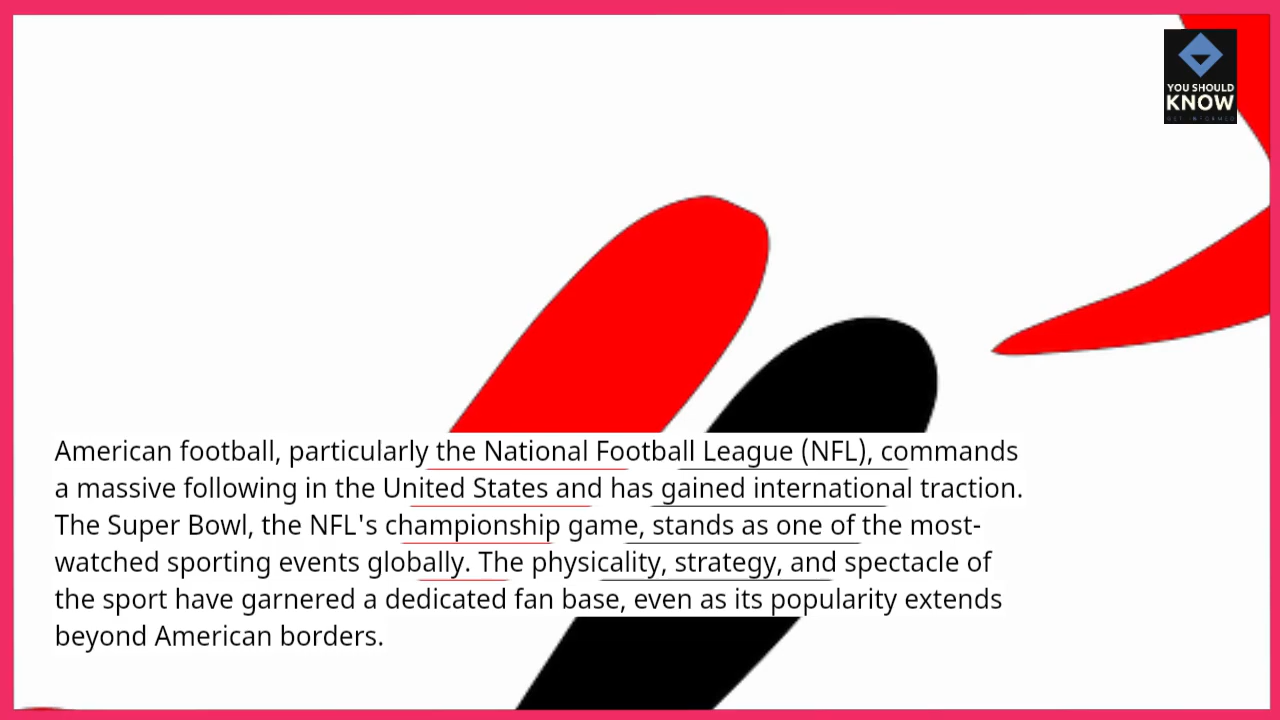 YOU SHOULD
KNOW
GET INFORMED
American football, particularly the National Football League (NFL), commands
a massive following in the United States and has gained international traction.
The Super Bowl, the NFL's championship game, stands as one of the most-
watched sporting events globally. The physicality, strategy, and spectacle of
the sport have garnered a dedicated fan base, even as its popularity extends
beyond American borders.